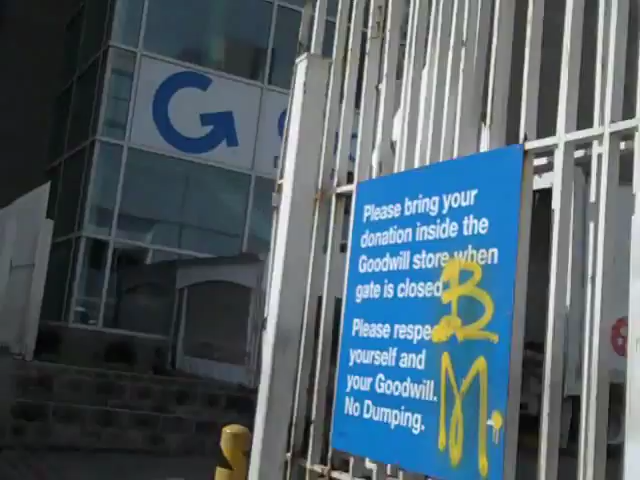 G
Please bring your
donation inside the
Goodwill store when
gate is closed
Please respe
yourself and
your Goodwill.
No Dumping.
B
M